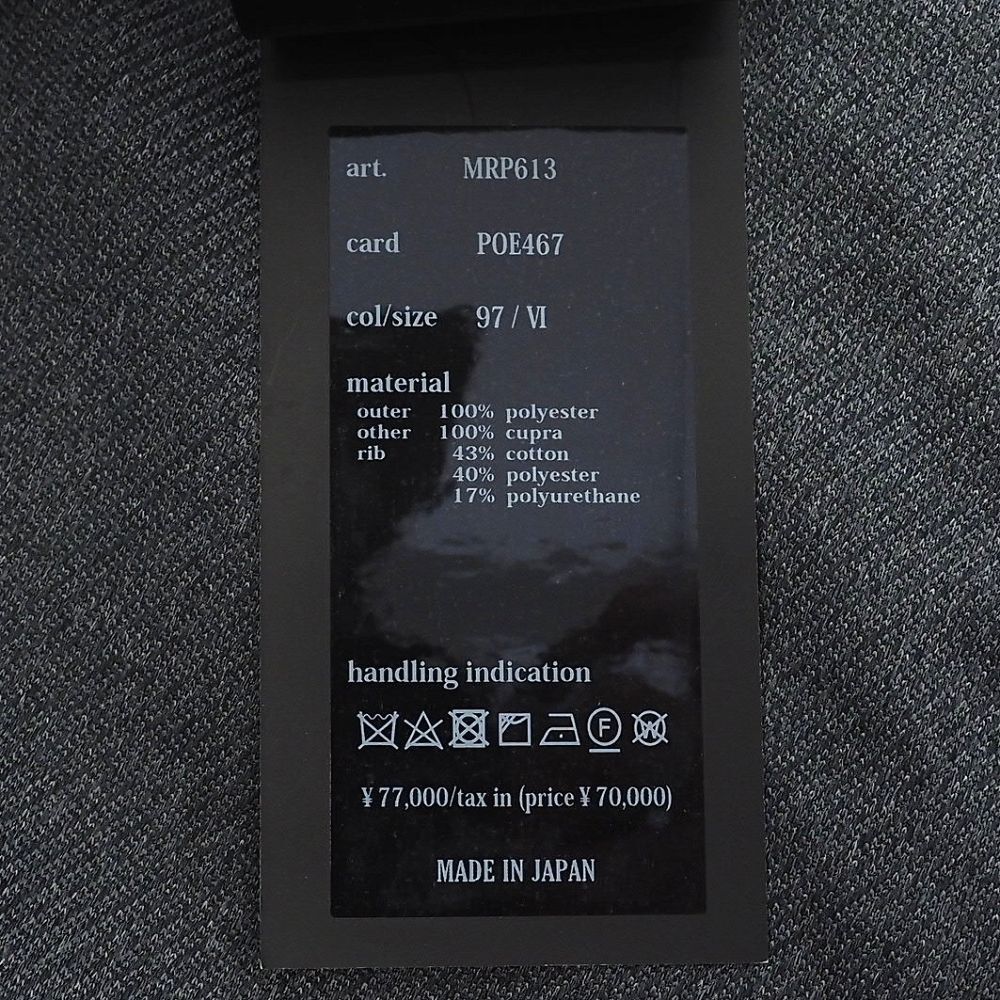 art. MRP613
card POE467
col/size 97 / Ⅵ
material
outer 100% polyester
other 100% cupra
rib 43% cotton
40% polyester
17% polyurethane
handling indication
F W
¥77,000/tax in (price ¥70,000)
MADE IN JAPAN